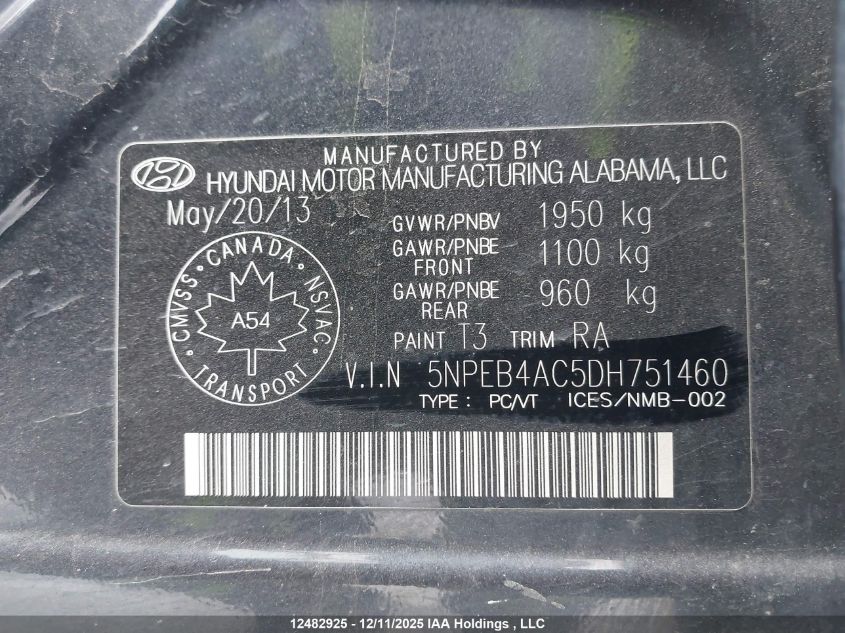 MANUFACTURED BY
HYUNDAI MOTOR MANUFACTURING ALABAMA, LLC
May/20/13
GVWR/PNBV 1950 kg
GAWR/PNBE FRONT 1100 kg
GAWR/PNBE REAR 960 kg
PAINT T3 TRIM RA
CANADA
CMVSS • NSVAC
A54
TRANSPORT
V.I.N 5NPEB4AC5DH751460
TYPE : PC/VT ICES/NMB-002
12482925 - 12/11/2025 IAA Holdings , LLC